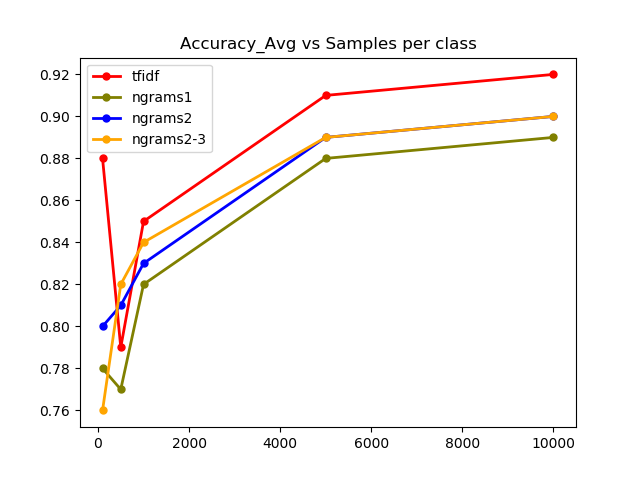 Accuracy_Avg vs Samples per class
tfidf
ngrams1
ngrams2
ngrams2-3
0.92
0.90
0.88
0.86
0.84
0.82
0.80
0.78
0.76
0 2000 4000 6000 8000 10000